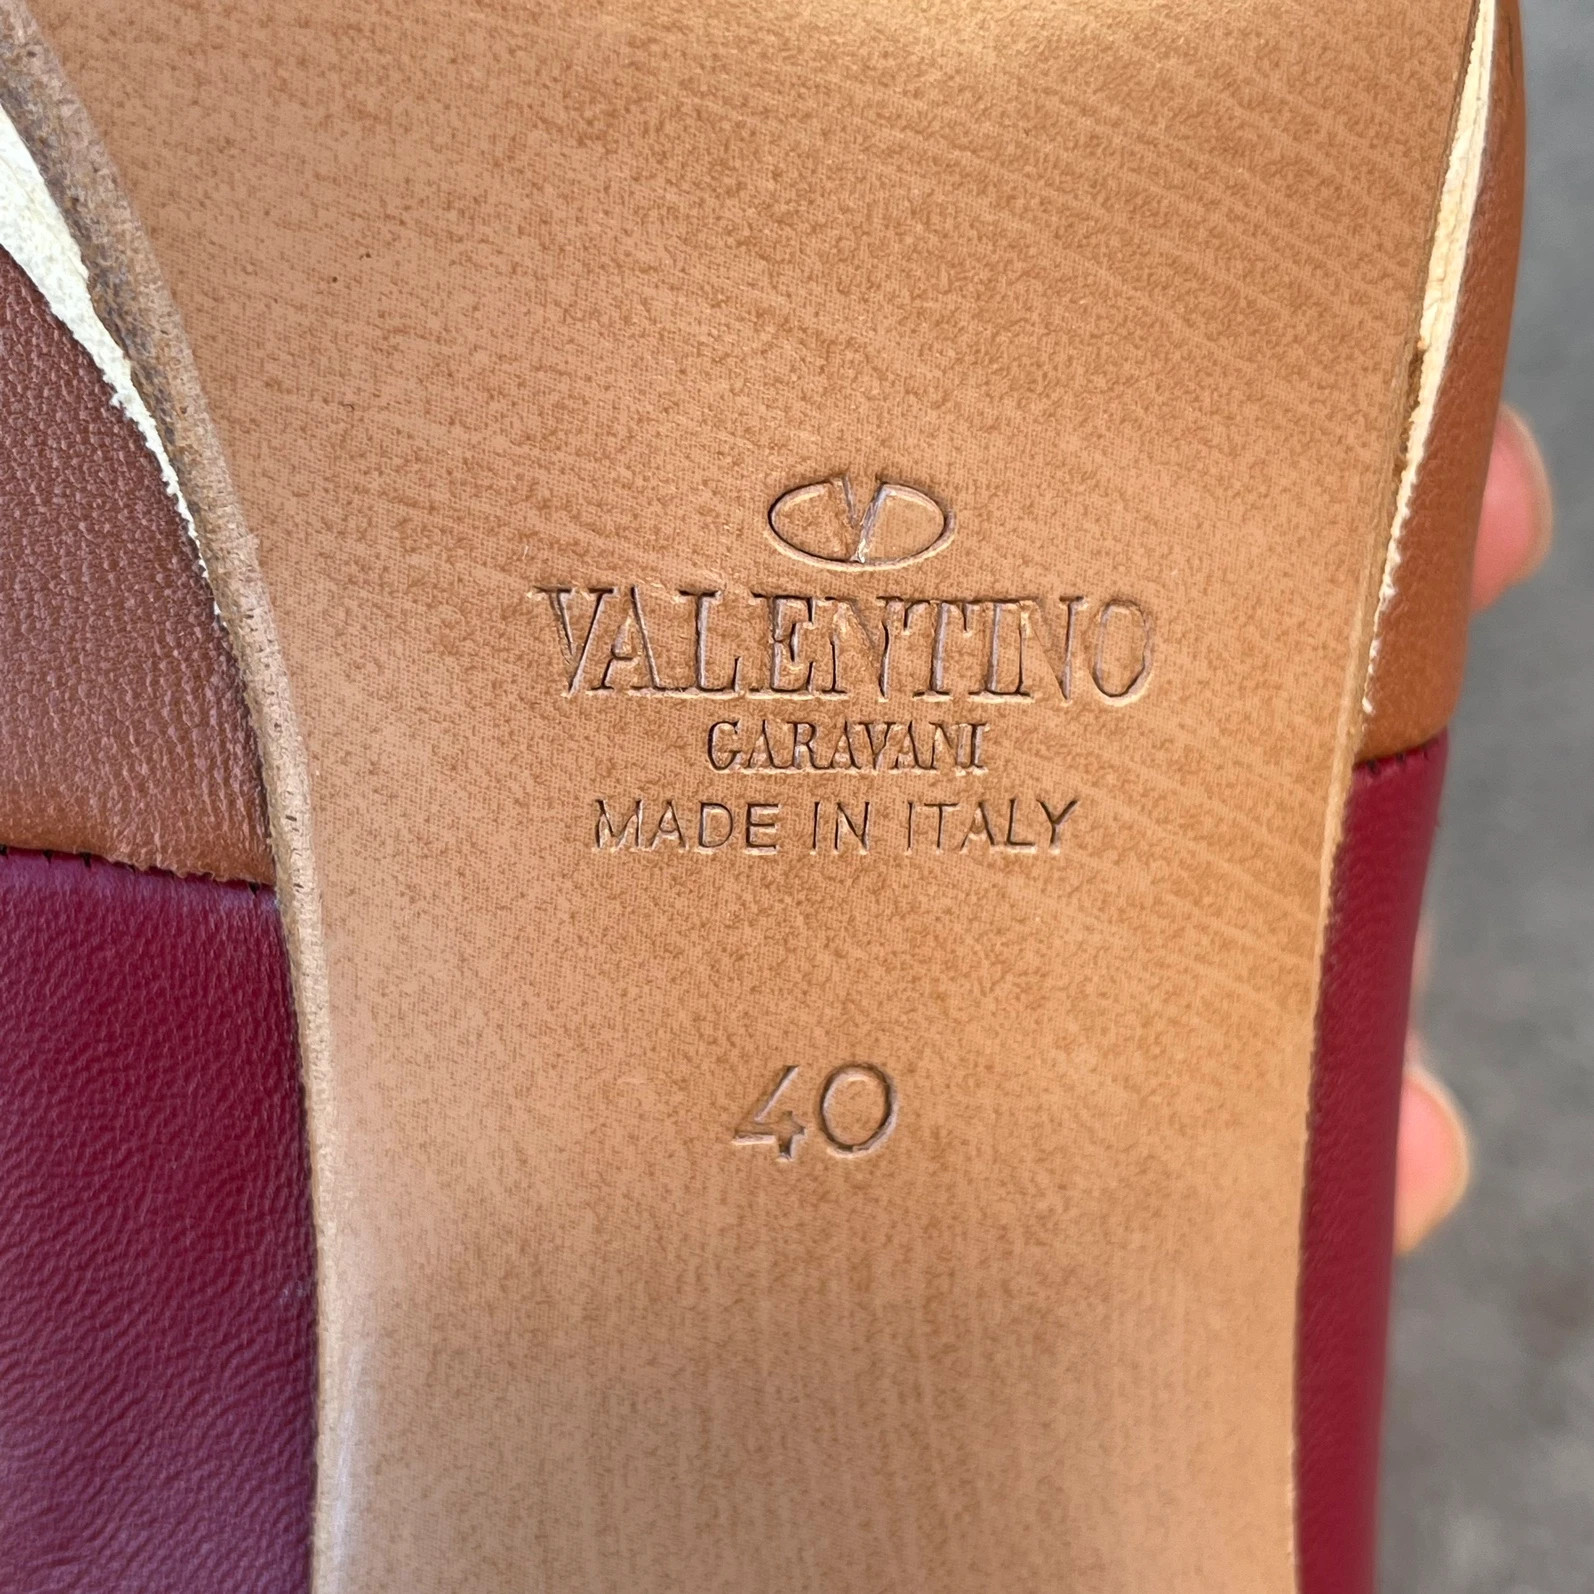 V
VALENTINO
GARAVANI
MADE IN ITALY
40